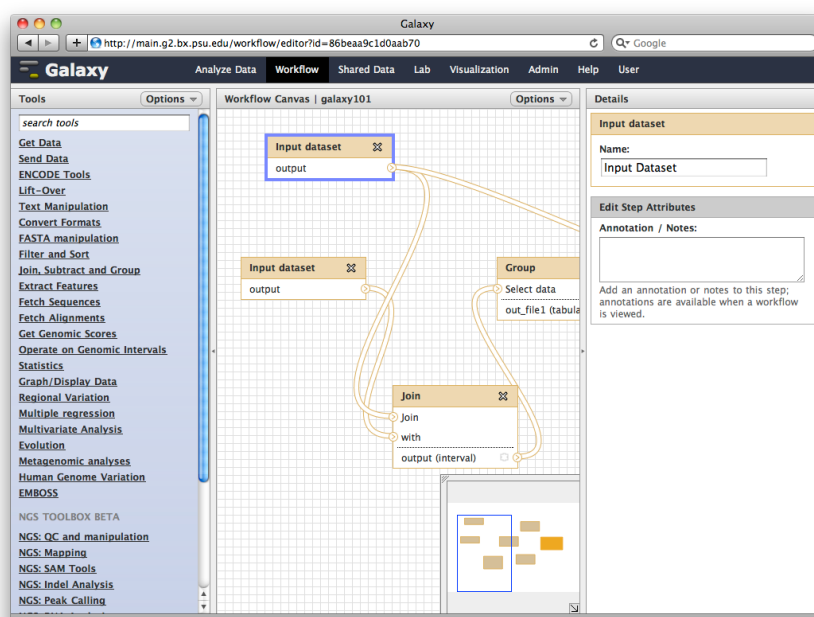 Galaxy
http://main.g2.bx.psu.edu/workflow/editor?id=86beaa9c1d0aab70
Google
Galaxy
Analyze Data Workflow Shared Data Lab Visualization Admin Help User
Tools
Options
search tools
Get Data
Send Data
ENCODE Tools
Lift-Over
Text Manipulation
Convert Formats
FASTA manipulation
Filter and Sort
Join, Subtract and Group
Extract Features
Fetch Sequences
Fetch Alignments
Get Genomic Scores
Operate on Genomic Intervals
Statistics
Graph/Display Data
Regional Variation
Multiple regression
Multivariate Analysis
Evolution
Metagenomic analyses
Human Genome Variation
EMBOSS
NGS TOOLBOX BETA
NGS: QC and manipulation
NGS: Mapping
NGS: SAM Tools
NGS: Indel Analysis
NGS: Peak Calling
Workflow Canvas | galaxy101
Options
Input dataset
output
Input dataset
output
Group
Select data
out_file1 (tabula
Join
Join
with
output (interval)
Details
Input dataset
Name:
Input Dataset
Edit Step Attributes
Annotation / Notes:
Add an annotation or notes to this step;
annotations are available when a workflow
is viewed.